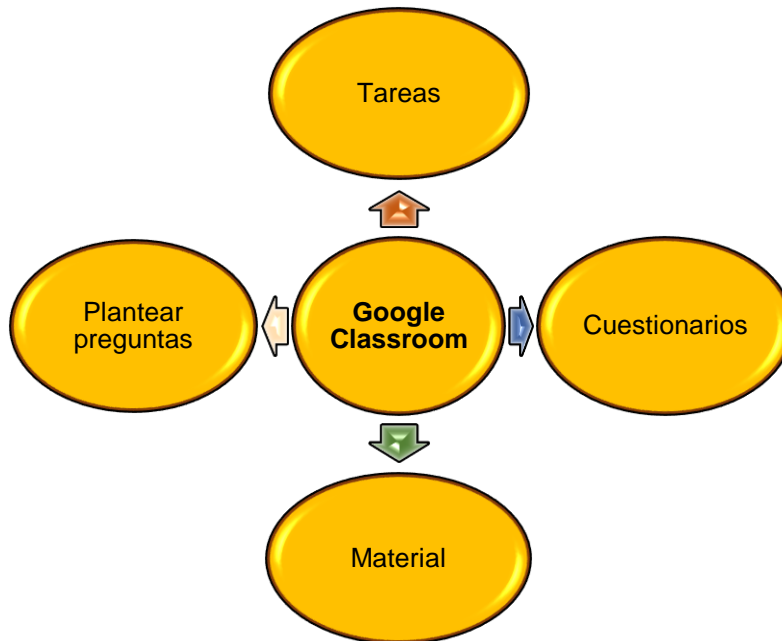 Tareas
Plantear
preguntas
Google
Classroom
Cuestionarios
Material